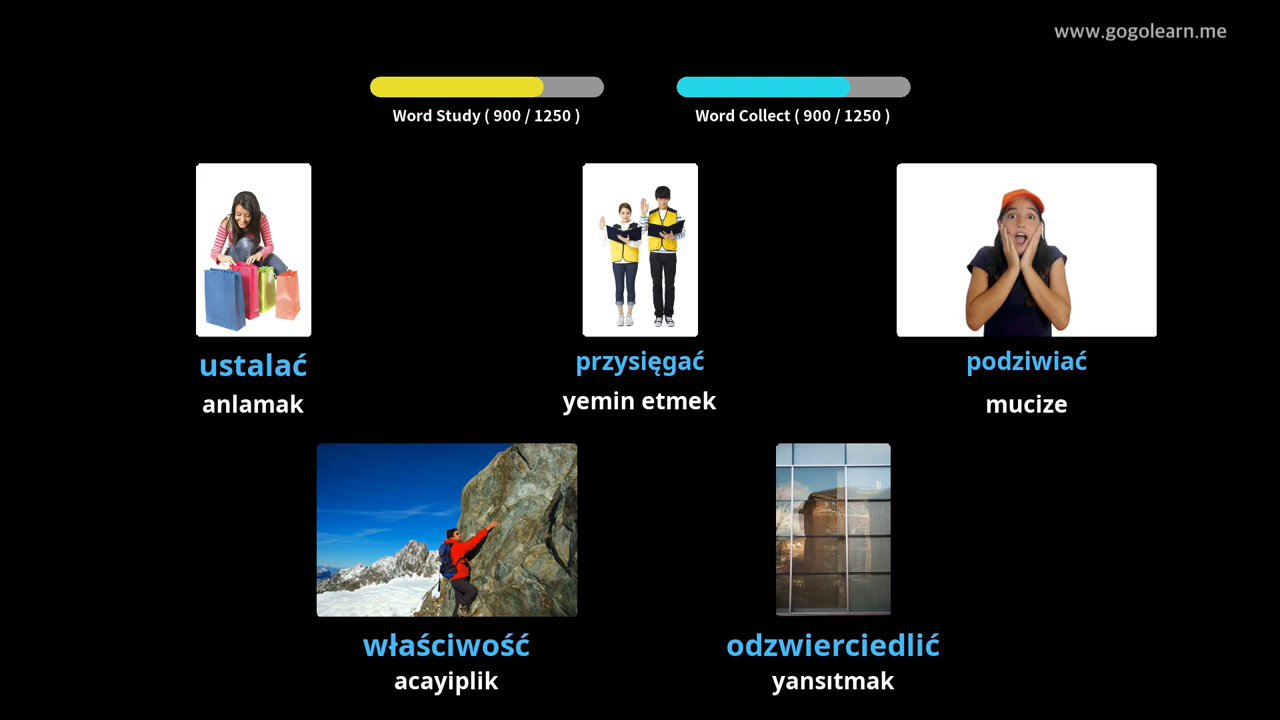 www.gogolearn.me
Word Study ( 900 / 1250 )
Word Collect ( 900 / 1250 )
ustalać
anlamak
przysięgać
yemin etmek
podziwiać
mucize
właściwość
acayiplik
odzwierciedlić
yansıtmak